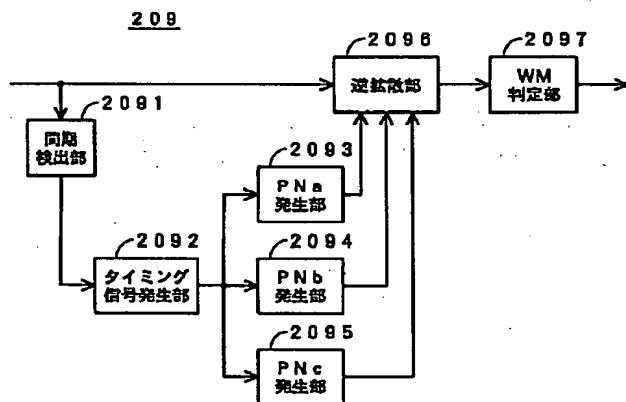 209
2096
逆拡散部
2097
WM
判定部
2091
同期
検出部
2093
PNa
発生部
2092
タイミング
信号発生部
2094
PNb
発生部
2095
PNc
発生部